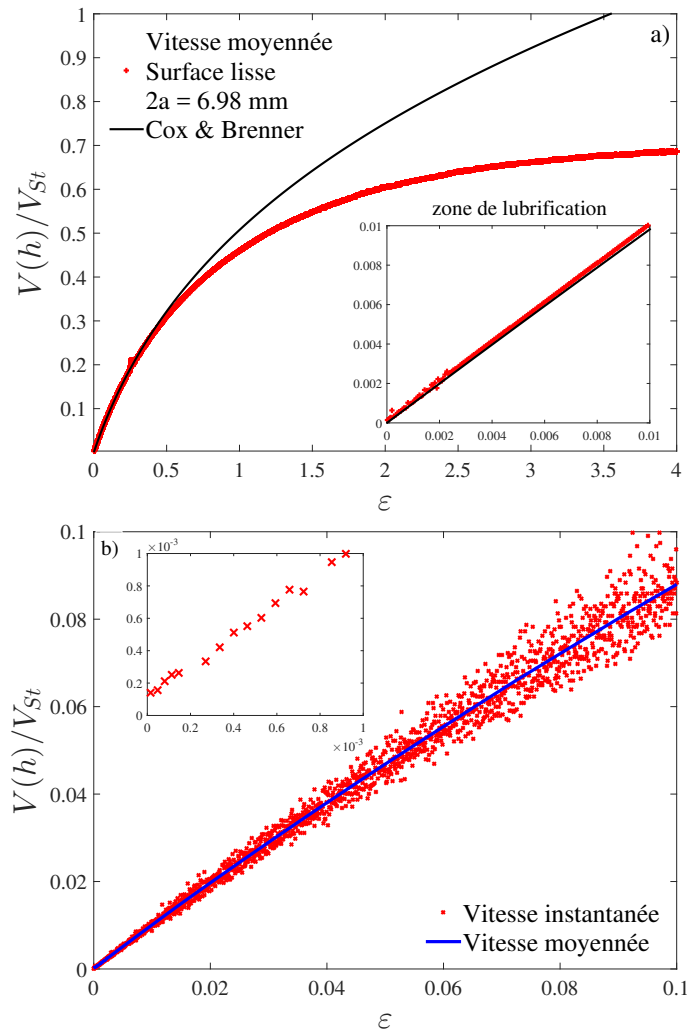 1
0.9
0.8
0.7
0.6
0.5
0.4
0.3
0.2
0.1
V(h)/V_{St}
a)
Vitesse moyennée
Surface lisse
2a = 6.98 mm
Cox & Brenner
zone de lubrification
0.01
0.008
0.006
0.004
0.002
0
0 0.002 0.004 0.006 0.008 0.01
0 0.5 1 1.5 2 2.5 3 3.5 4
ε
0.1
0.08
0.06
0.04
0.02
0
V(h)/V_{St}
b)
×10⁻³
1
0.8
0.6
0.4
0.2
0
0 0.2 0.4 0.6 0.8 1
×10⁻³
Vitesse instantanée
Vitesse moyennée
0 0.02 0.04 0.06 0.08 0.1
ε